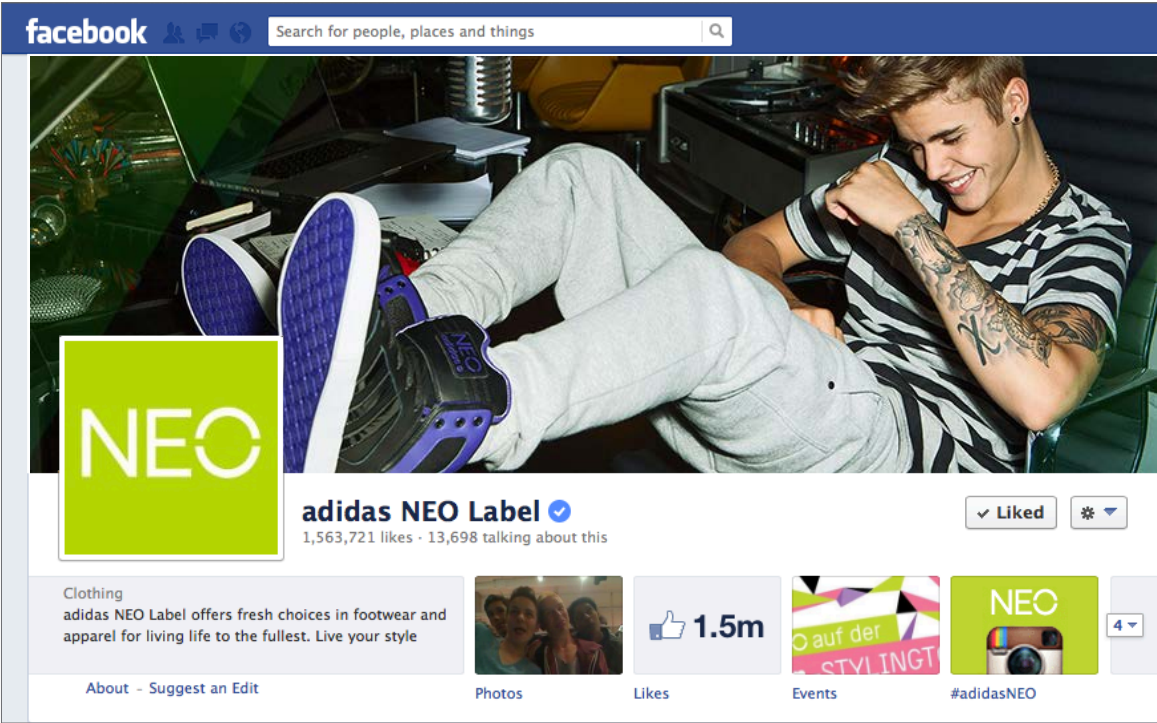 facebook
Search for people, places and things
NEO
NEO
adidas NEO Label
1,563,721 likes · 13,698 talking about this
✓ Liked
Clothing
adidas NEO Label offers fresh choices in footwear and
apparel for living life to the fullest. Live your style
About - Suggest an Edit
Photos
1.5m
Likes
O auf der
STYLINGT
Events
NEO
#adidasNEO
4